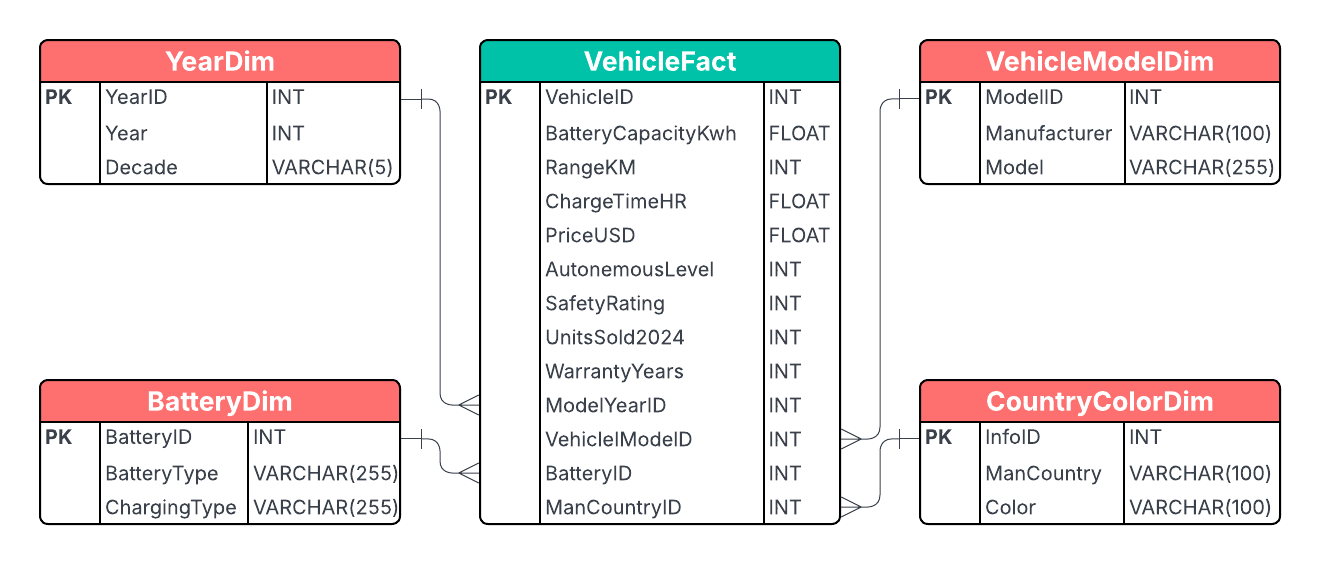 YearDim
PK YearID INT
Year INT
Decade VARCHAR(5)
VehicleFact
PK VehicleID INT
BatteryCapacityKwh FLOAT
RangeKM INT
ChargeTimeHR FLOAT
PriceUSD FLOAT
AutonemousLevel INT
SafetyRating INT
UnitsSold2024 INT
WarrantyYears INT
ModelYearID INT
VehicleIModelD INT
BatteryID INT
ManCountryID INT
VehicleModelDim
PK ModelID INT
Manufacturer VARCHAR(100)
Model VARCHAR(255)
BatteryDim
PK BatteryID INT
BatteryType VARCHAR(255)
ChargingType VARCHAR(255)
CountryColorDim
PK InfoID INT
ManCountry VARCHAR(100)
Color VARCHAR(100)